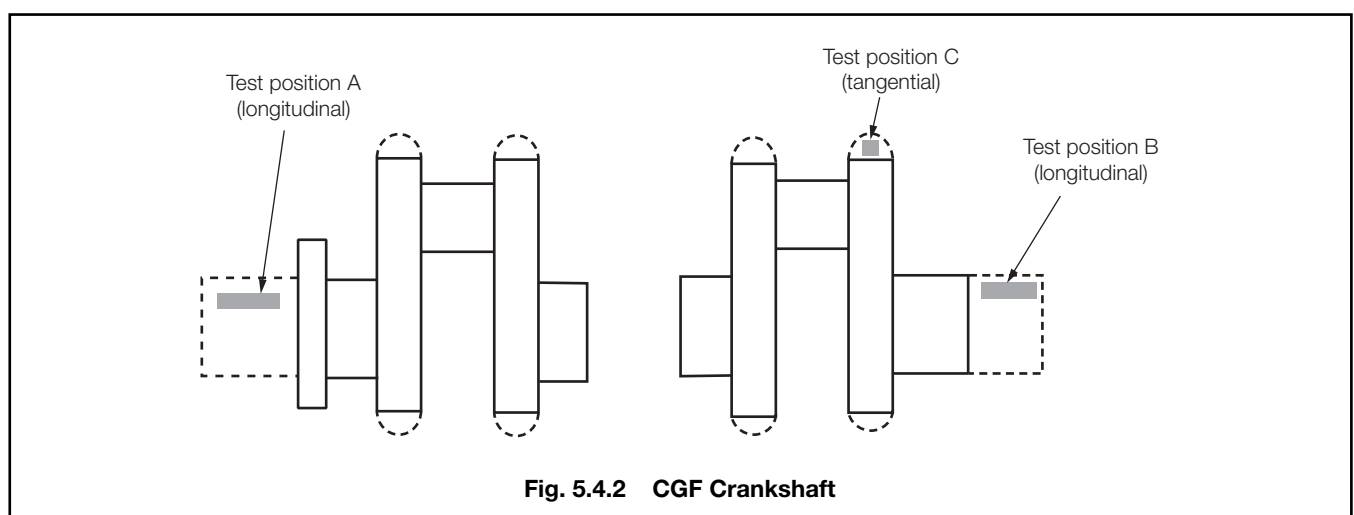 Test position A
(longitudinal)
Test position C
(tangential)
Test position B
(longitudinal)
Fig. 5.4.2 CGF Crankshaft